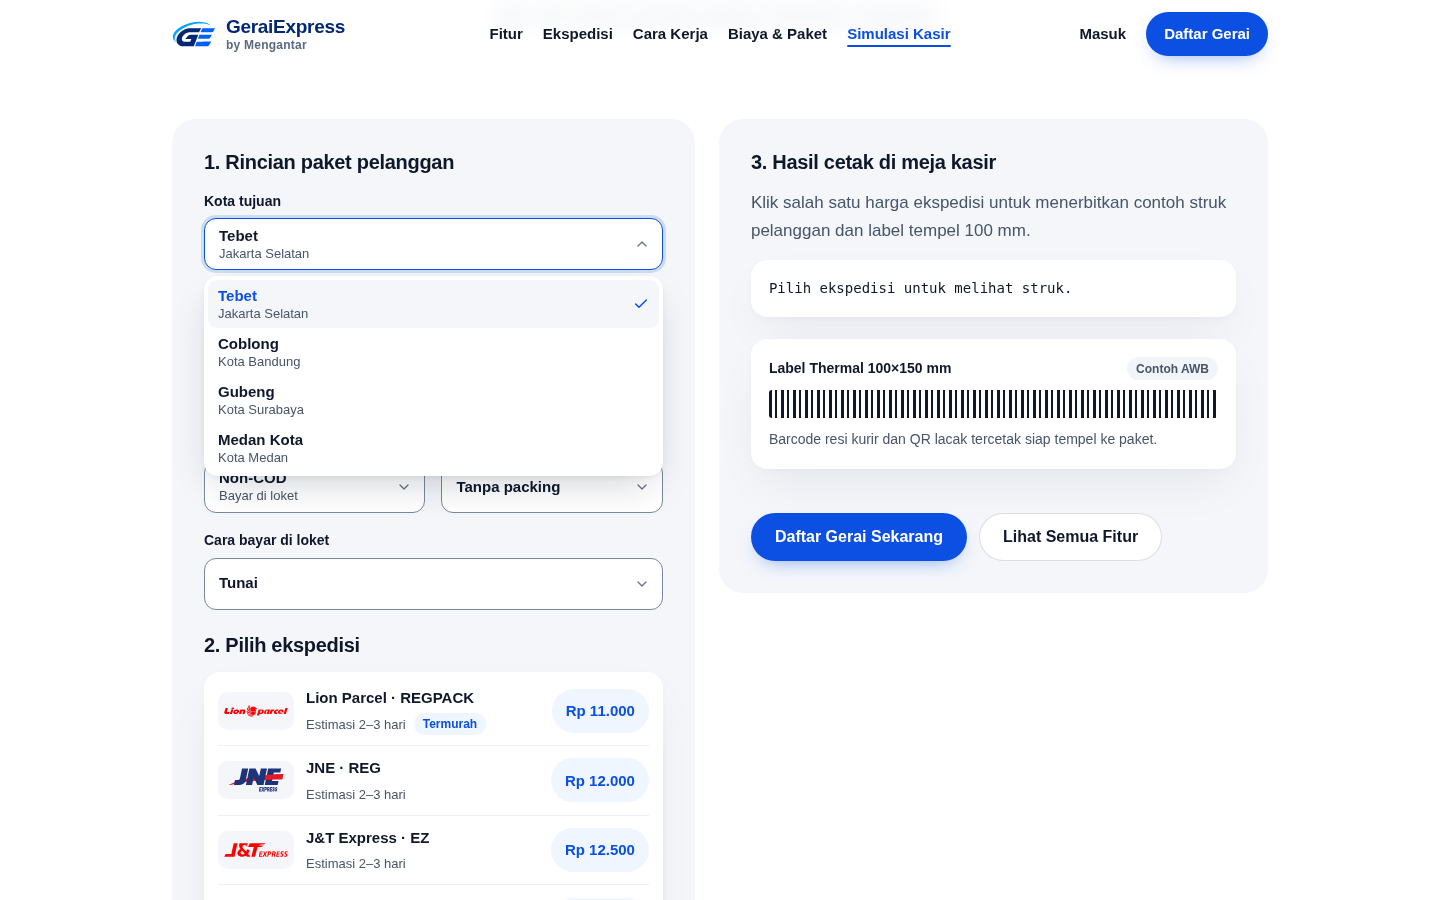 GeraiExpress
by Mengantar
Fitur
Ekspedisi
Cara Kerja
Biaya & Paket
Simulasi Kasir
Masuk
Daftar Gerai
1. Rincian paket pelanggan
Kota tujuan
Tebet
Jakarta Selatan
Tebet
Jakarta Selatan
Coblong
Kota Bandung
Gubeng
Kota Surabaya
Medan Kota
Kota Medan
Non-COD
Bayar di loket
Tanpa packing
Cara bayar di loket
Tunai
2. Pilih ekspedisi
Lion parcel
Lion Parcel · REGPACK
Estimasi 2–3 hari
Termurah
Rp 11.000
JNE
EXPRESS
JNE · REG
Estimasi 2–3 hari
Rp 12.000
J&T EXPRESS
J&T Express · EZ
Estimasi 2–3 hari
Rp 12.500
3. Hasil cetak di meja kasir
Klik salah satu harga ekspedisi untuk menerbitkan contoh struk
pelanggan dan label tempel 100 mm.
Pilih ekspedisi untuk melihat struk.
Label Thermal 100×150 mm
Contoh AWB
Barcode resi kurir dan QR lacak tercetak siap tempel ke paket.
Daftar Gerai Sekarang
Lihat Semua Fitur